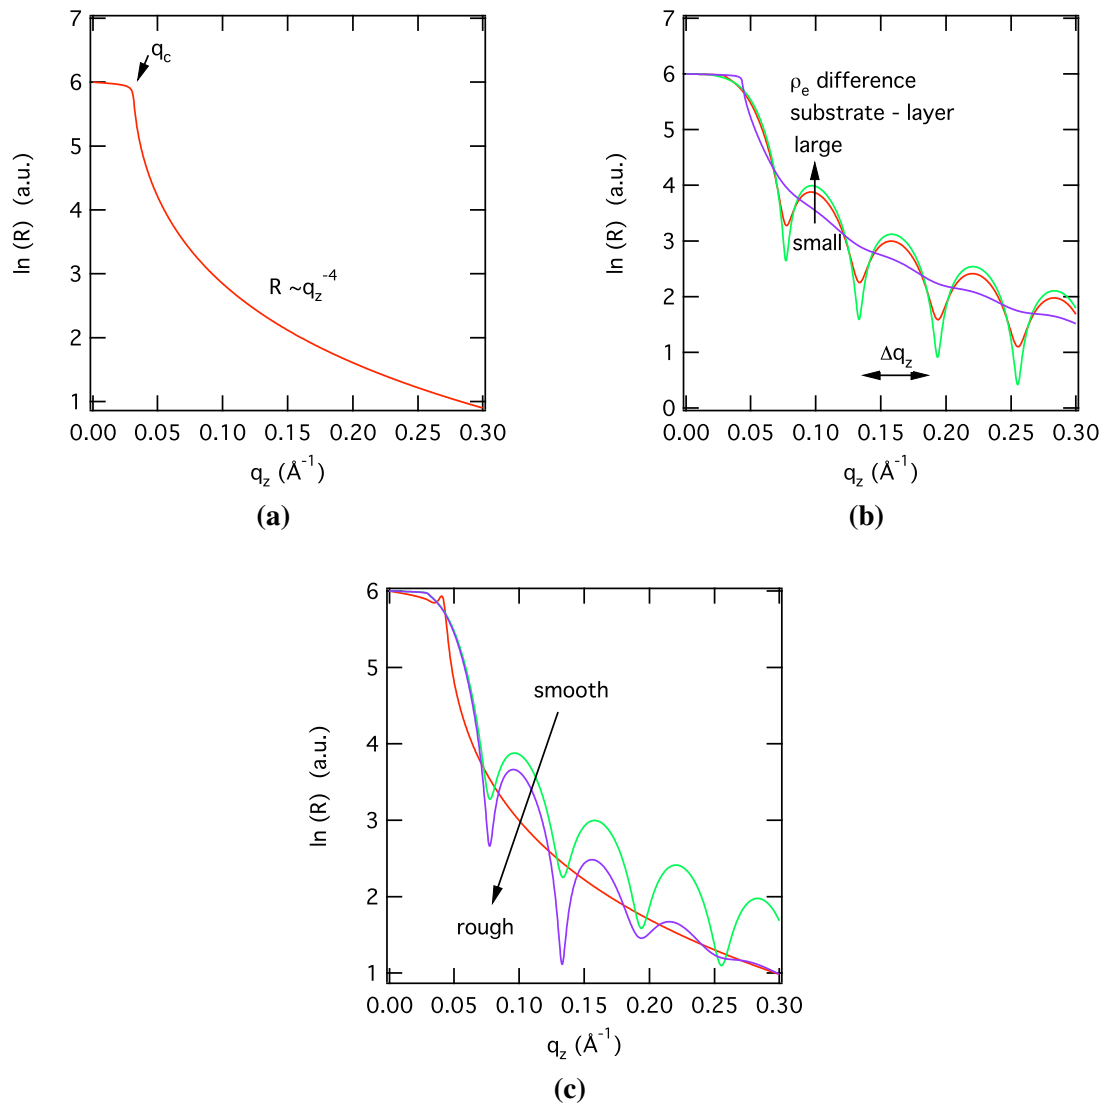 7
6
5
4
3
2
1
ln (R) (a.u.)
q_c
R ~q_z^-4
0.00 0.05 0.10 0.15 0.20 0.25 0.30
q_z (Å^-1)
(a)
7
6
5
4
3
2
1
0
ln (R) (a.u.)
ρ_e difference
substrate - layer
large
small
Δq_z
0.00 0.05 0.10 0.15 0.20 0.25 0.30
q_z (Å^-1)
(b)
6
5
4
3
2
1
ln (R) (a.u.)
smooth
rough
0.00 0.05 0.10 0.15 0.20 0.25 0.30
q_z (Å^-1)
(c)